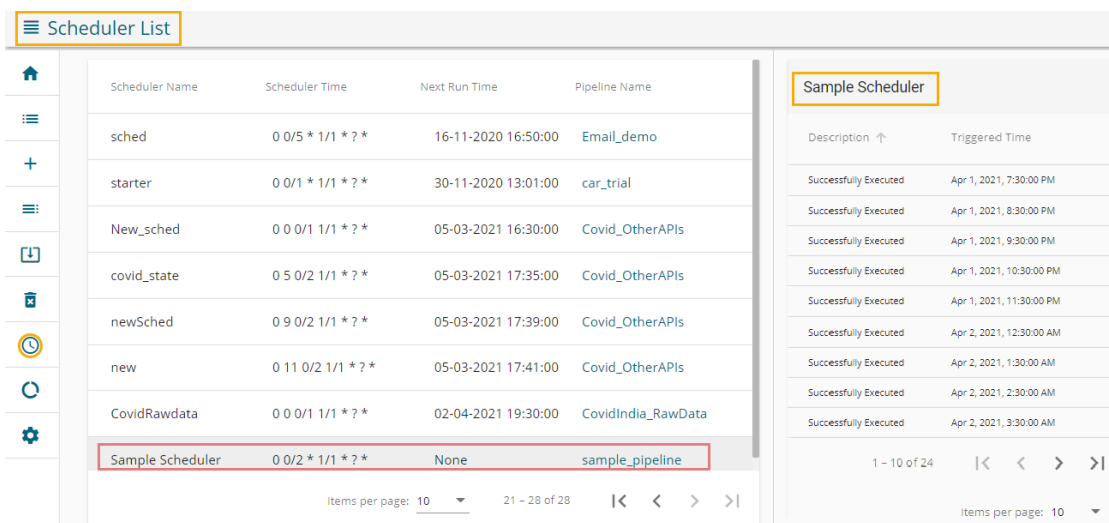 Scheduler List
Scheduler Name Scheduler Time Next Run Time Pipeline Name
sched 0 0/5 * 1/1 * ? * 16-11-2020 16:50:00 Email_demo
starter 0 0/1 * 1/1 * ? * 30-11-2020 13:01:00 car_trial
New_sched 0 0 0/1 1/1 * ? * 05-03-2021 16:30:00 Covid_OtherAPIs
covid_state 0 5 0/2 1/1 * ? * 05-03-2021 17:35:00 Covid_OtherAPIs
newSched 0 9 0/2 1/1 * ? * 05-03-2021 17:39:00 Covid_OtherAPIs
new 0 11 0/2 1/1 * ? * 05-03-2021 17:41:00 Covid_OtherAPIs
CovidRawdata 0 0 0/1 1/1 * ? * 02-04-2021 19:30:00 CovidIndia_RawData
Sample Scheduler 0 0/2 * 1/1 * ? * None sample_pipeline
Items per page: 10 21 – 28 of 28
Sample Scheduler
Description Triggered Time
Successfully Executed Apr 1, 2021, 7:30:00 PM
Successfully Executed Apr 1, 2021, 8:30:00 PM
Successfully Executed Apr 1, 2021, 9:30:00 PM
Successfully Executed Apr 1, 2021, 10:30:00 PM
Successfully Executed Apr 1, 2021, 11:30:00 PM
Successfully Executed Apr 2, 2021, 12:30:00 AM
Successfully Executed Apr 2, 2021, 1:30:00 AM
Successfully Executed Apr 2, 2021, 2:30:00 AM
Successfully Executed Apr 2, 2021, 3:30:00 AM
1 – 10 of 24
Items per page: 10